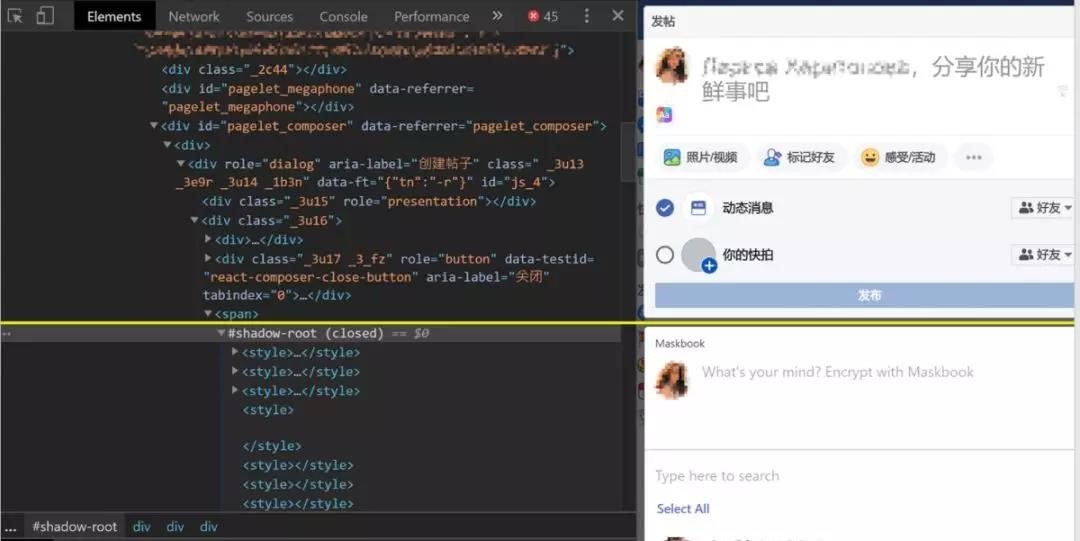 Elements Network Sources Console Performance » 45
<div class="_2c44"></div>
<div id="pagelet_megaphone" data-referrer=
"pagelet_megaphone"></div>
<div id="pagelet_composer" data-referrer="pagelet_composer">
<div>
<div role="dialog" aria-label="创建帖子" class=" _3u13
_3e9r _3u14 _1b3n" data-ft="{"tn":"-r"}" id="js_4">
<div class="_3u15" role="presentation"></div>
<div class="_3u16">
<div>…</div>
<div class="_3u17 _3_fz" role="button" data-testid=
"react-composer-close-button" aria-label="关闭"
tabindex="0">…</div>
<span>
#shadow-root (closed) == $0
<style>…</style>
<style>…</style>
<style>…</style>
<style>
</style>
<style></style>
<style></style>
<style></style>
... #shadow-root div div div
发帖
，分享你的新
鲜事吧
Aa
照片/视频 标记好友 感受/活动 •••
动态消息 好友
你的快拍 好友
发布
Maskbook
What's your mind? Encrypt with Maskbook
Type here to search
Select All